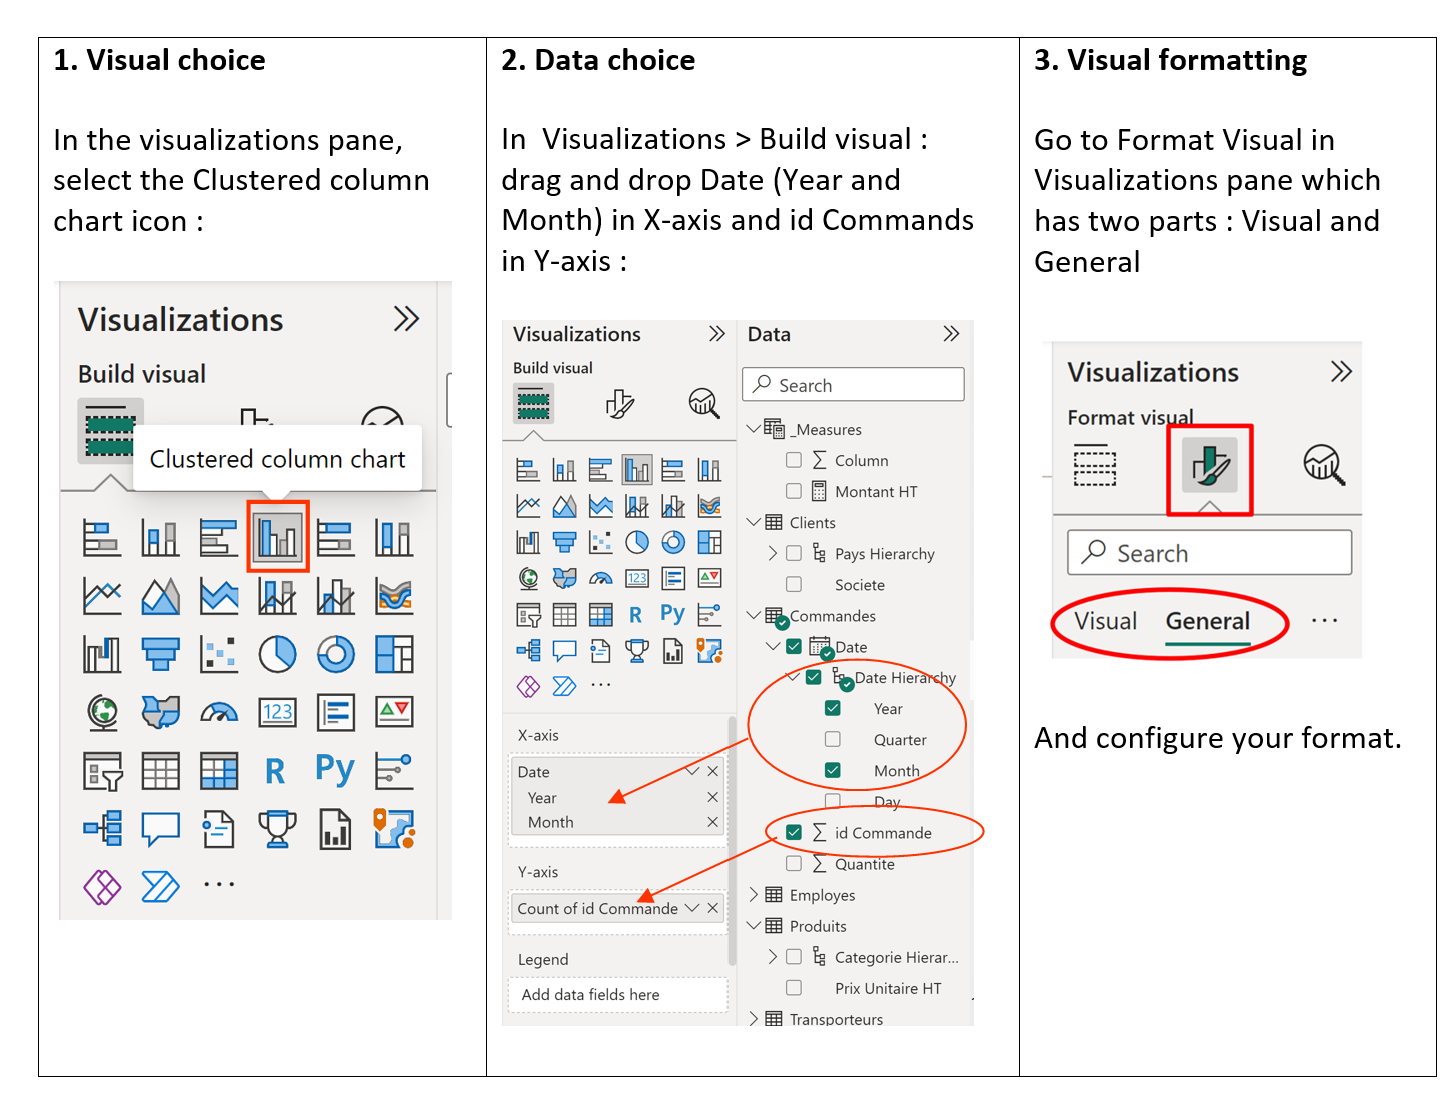 1. Visual choice
In the visualizations pane,
select the Clustered column
chart icon :
Visualizations
Build visual
Clustered column chart
123
R
Py
...
2. Data choice
In  Visualizations > Build visual :
drag and drop Date (Year and
Month) in X-axis and id Commands
in Y-axis :
Visualizations
Build visual
123
R
Py
...
X-axis
Date
Year
Month
Y-axis
Count of id Commande
Legend
Add data fields here
Data
Search
_Measures
Column
Montant HT
Clients
Pays Hierarchy
Societe
Commandes
Date
Date Hierarchy
Year
Quarter
Month
Day
id Commande
Quantite
Employes
Produits
Categorie Hierar...
Prix Unitaire HT
Transporteurs
3. Visual formatting
Go to Format Visual in
Visualizations pane which
has two parts : Visual and
General
Visualizations
Format visual
Search
Visual General ...
And configure your format.